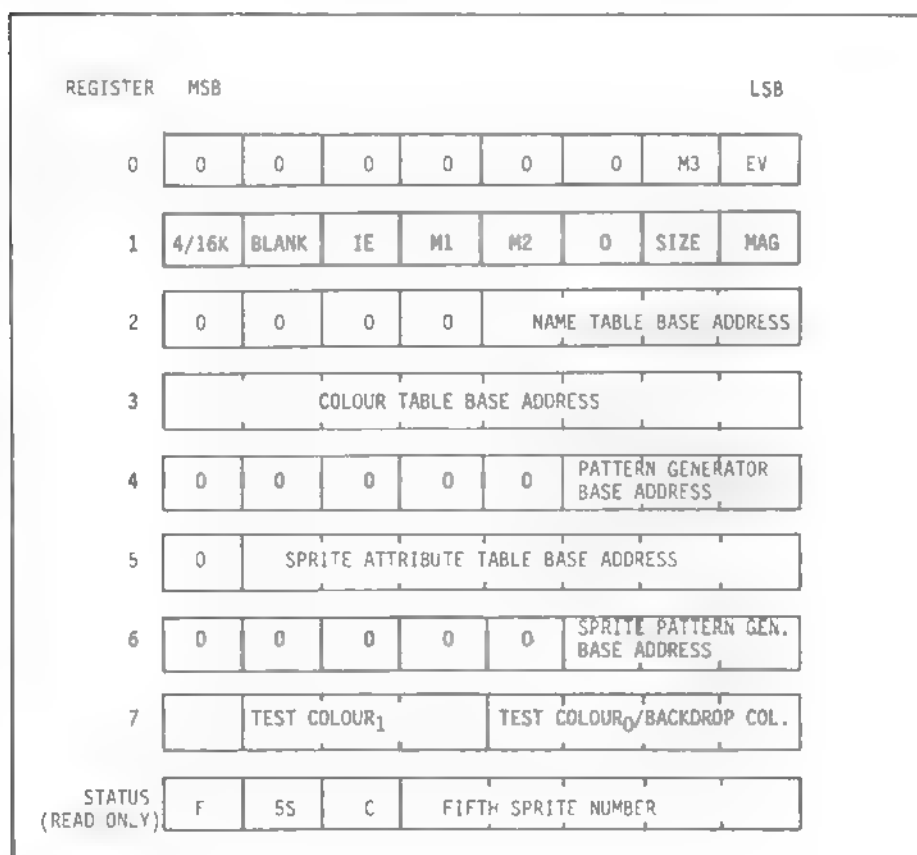 REGISTER MSB LSB
0 0 0 0 0 0 0 M3 EV
1 4/16K BLANK IE M1 M2 0 SIZE MAG
2 0 0 0 0 NAME TABLE BASE ADDRESS
3 COLOUR TABLE BASE ADDRESS
4 0 0 0 0 0 PATTERN GENERATOR
BASE ADDRESS
5 0 SPRITE ATTRIBUTE TABLE BASE ADDRESS
6 0 0 0 0 0 SPRITE PATTERN GEN.
BASE ADDRESS
7 TEST COLOUR1 TEST COLOUR0/BACKDROP COL.
STATUS
(READ ONLY) F 5S C FIFTH SPRITE NUMBER